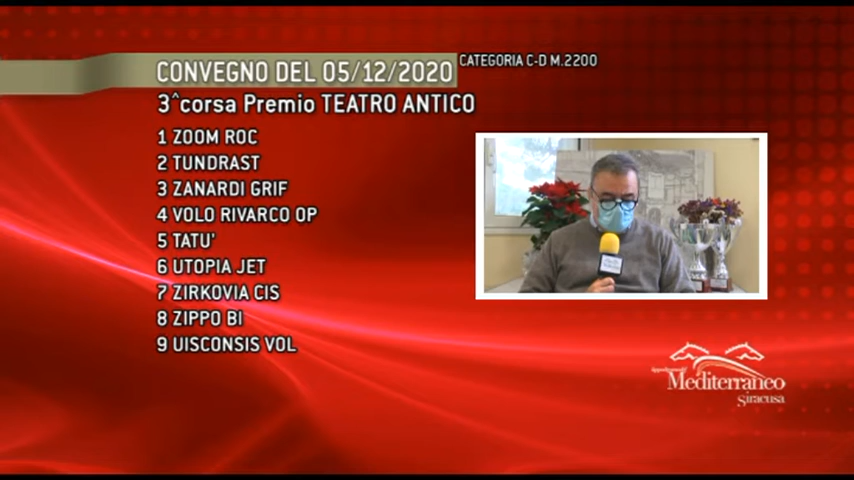 CONVEGNO DEL 05/12/2020
CATEGORIA C-D M.2200
3^corsa Premio TEATRO ANTICO
1 ZOOM ROC
2 TUNDRAST
3 ZANARDI GRIF
4 VOLO RIVARCO OP
5 TATU'
6 UTOPIA JET
7 ZIRKOVIA CIS
8 ZIPPO BI
9 UISCONSIS VOL
Mediterraneo
Siracusa